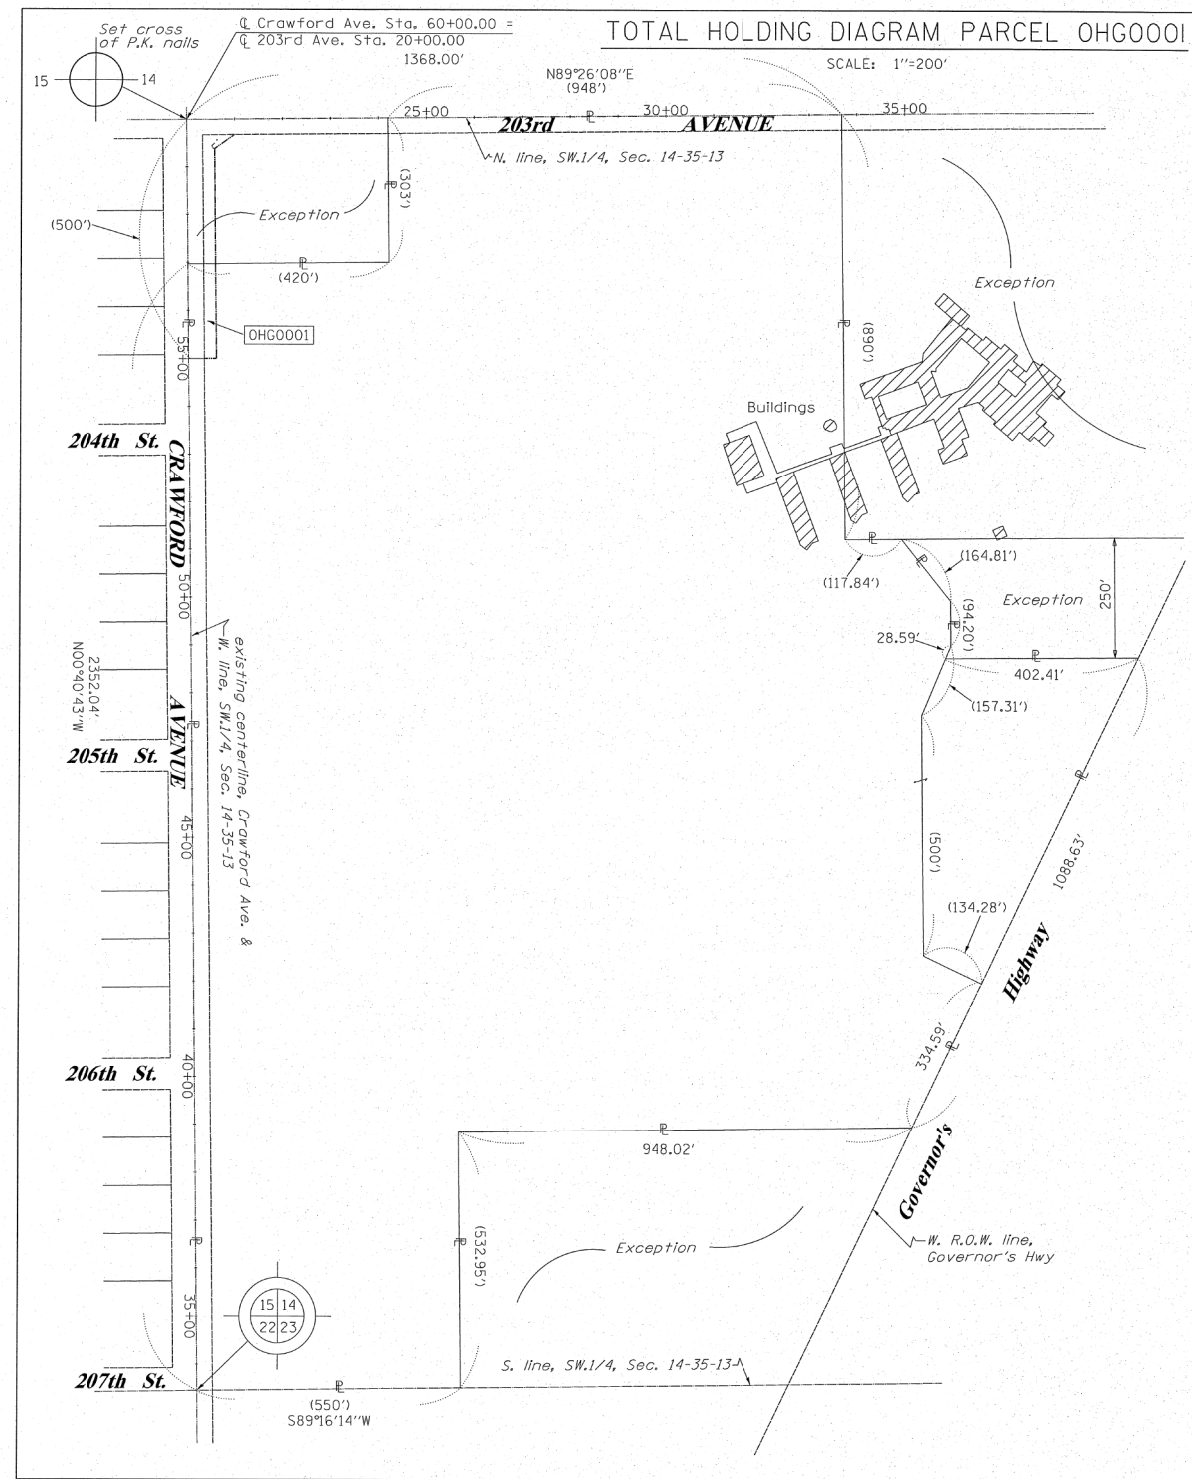 TOTAL HOLDING DIAGRAM PARCEL OHG0001
SCALE: 1"=200'
Set cross
of P.K. nails
15
14
℄ Crawford Ave. Sta. 60+00.00 =
℄ 203rd Ave. Sta. 20+00.00
1368.00'
N89°26'08"E
(948')
25+00
30+00
35+00
203rd AVENUE
N. line, SW.1/4, Sec. 14-35-13
(303')
Exception
(500')
(420')
OHG0001
55+00
Exception
(890')
Buildings
204th St.
CRAWFORD AVENUE
50+00
(117.84')
(164.81')
Exception
250'
(94.20')
28.59'
402.41'
(157.31')
2352.04'
N00°40'43"W
existing centerline, Crawford Ave. &
W. line, SW.1/4, Sec. 14-35-13
205th St.
45+00
(500')
1088.63'
(134.28')
Governor's Highway
334.59'
206th St.
40+00
948.02'
(532.95')
Exception
W. R.O.W. line,
Governor's Hwy
35+00
15 14
22 23
S. line, SW.1/4, Sec. 14-35-13
207th St.
(550')
S89°16'14"W